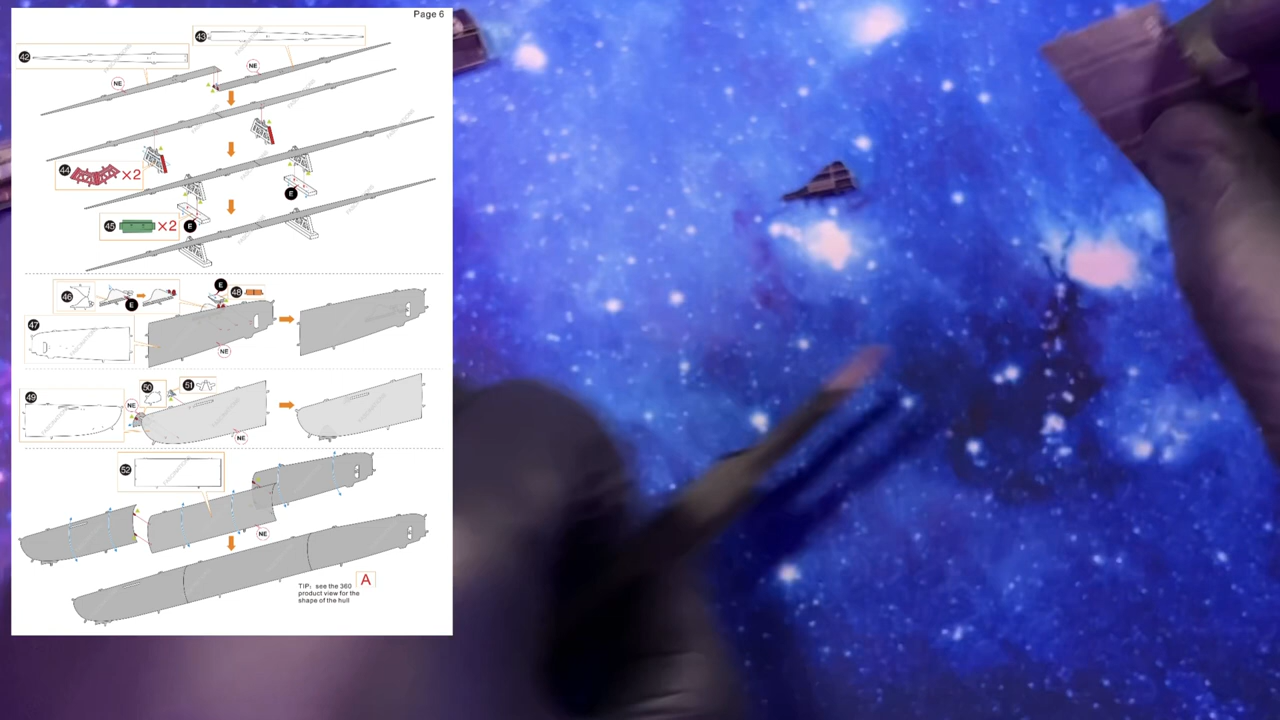 Page 6
43
42
NE
NE
44
×2
E
45
×2
E
E
48
46
E
47
NE
50
51
49
NE
NE
52
NE
TIP: see the 360
product view for the
shape of the hull
A